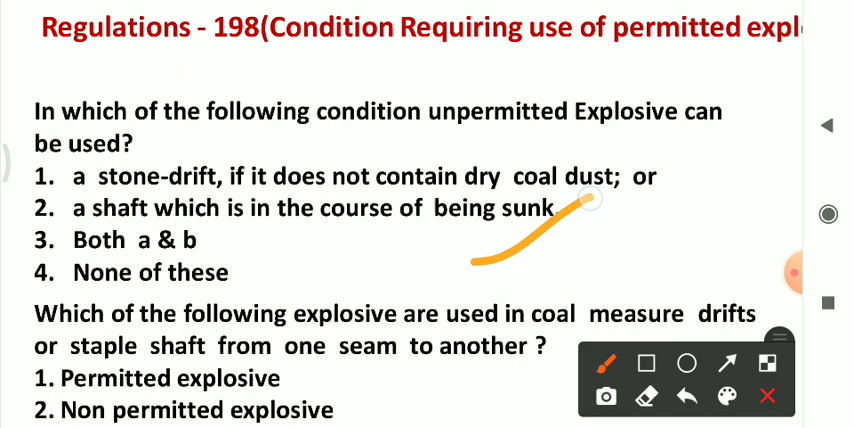 Regulations - 198(Condition Requiring use of permitted expl
In which of the following condition unpermitted Explosive can
be used?
1. a stone-drift, if it does not contain dry coal dust; or
2. a shaft which is in the course of being sunk.
3. Both a & b
4. None of these
Which of the following explosive are used in coal measure drifts
or staple shaft from one seam to another ?
1. Permitted explosive
2. Non permitted explosive